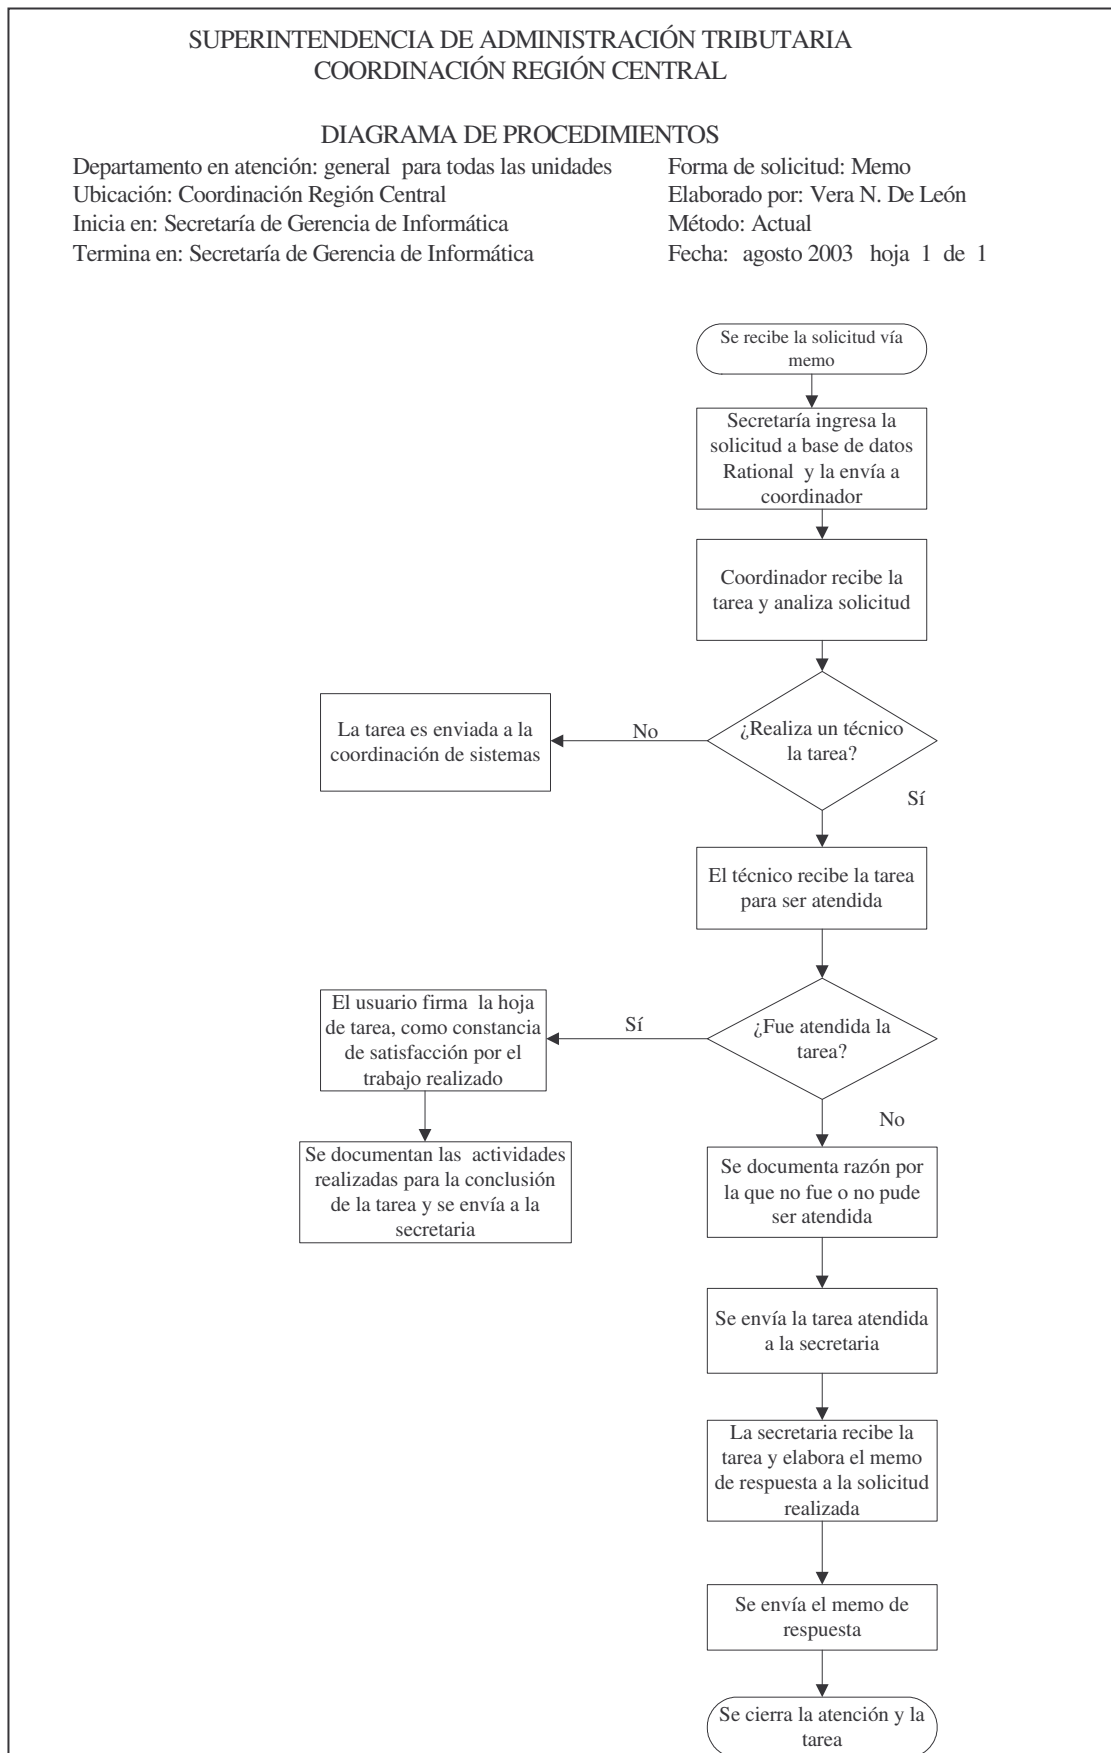 SUPERINTENDENCIA DE ADMINISTRACIÓN TRIBUTARIA
COORDINACIÓN REGIÓN CENTRAL
DIAGRAMA DE PROCEDIMIENTOS
Departamento en atención: general para todas las unidades
Forma de solicitud: Memo
Ubicación: Coordinación Región Central
Elaborado por: Vera N. De León
Inicia en: Secretaría de Gerencia de Informática
Método: Actual
Termina en: Secretaría de Gerencia de Informática
Fecha: agosto 2003 hoja 1 de 1
Se recibe la solicitud vía
memo
Secretaría ingresa la
solicitud a base de datos
Rational y la envía a
coordinador
Coordinador recibe la
tarea y analiza solicitud
¿Realiza un técnico
la tarea?
No
La tarea es enviada a la
coordinación de sistemas
Sí
El técnico recibe la tarea
para ser atendida
¿Fue atendida la
tarea?
Sí
El usuario firma la hoja
de tarea, como constancia
de satisfacción por el
trabajo realizado
Se documentan las actividades
realizadas para la conclusión
de la tarea y se envía a la
secretaria
No
Se documenta razón por
la que no fue o no pude
ser atendida
Se envía la tarea atendida
a la secretaria
La secretaria recibe la
tarea y elabora el memo
de respuesta a la solicitud
realizada
Se envía el memo de
respuesta
Se cierra la atención y la
tarea